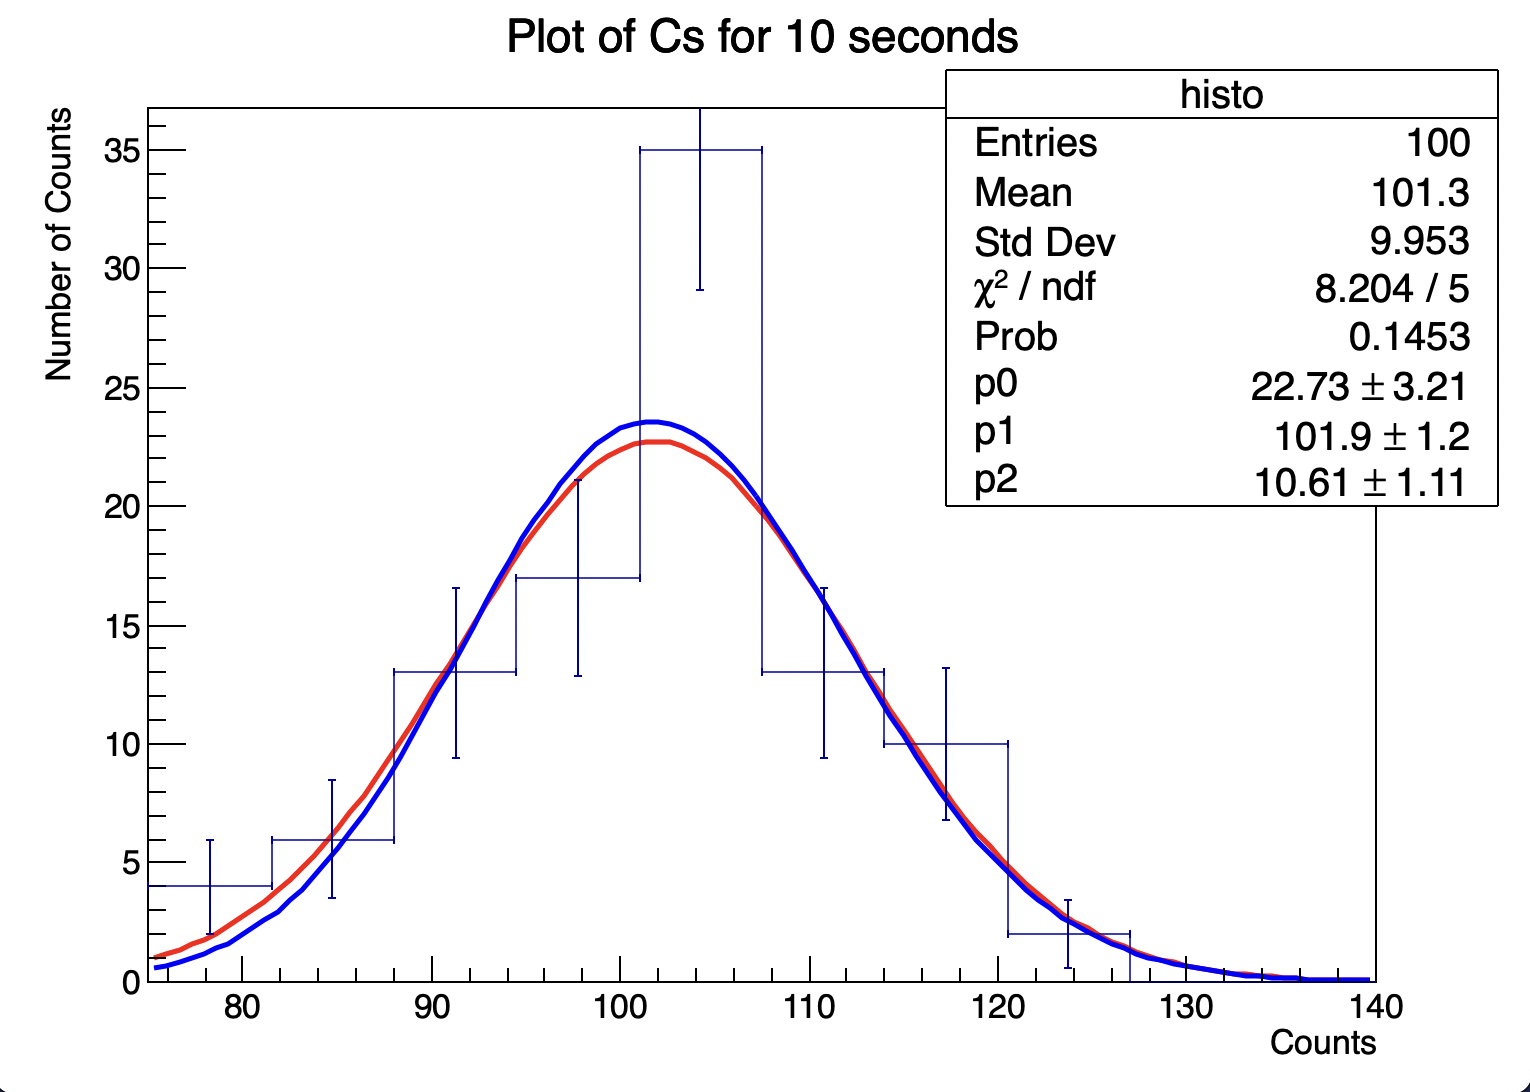 Plot of Cs for 10 seconds
histo
Entries 100
Mean 101.3
Std Dev 9.953
χ² / ndf 8.204 / 5
Prob 0.1453
p0 22.73 ± 3.21
p1 101.9 ± 1.2
p2 10.61 ± 1.11
Number of Counts
35
30
25
20
15
10
5
0
80 90 100 110 120 130 140
Counts